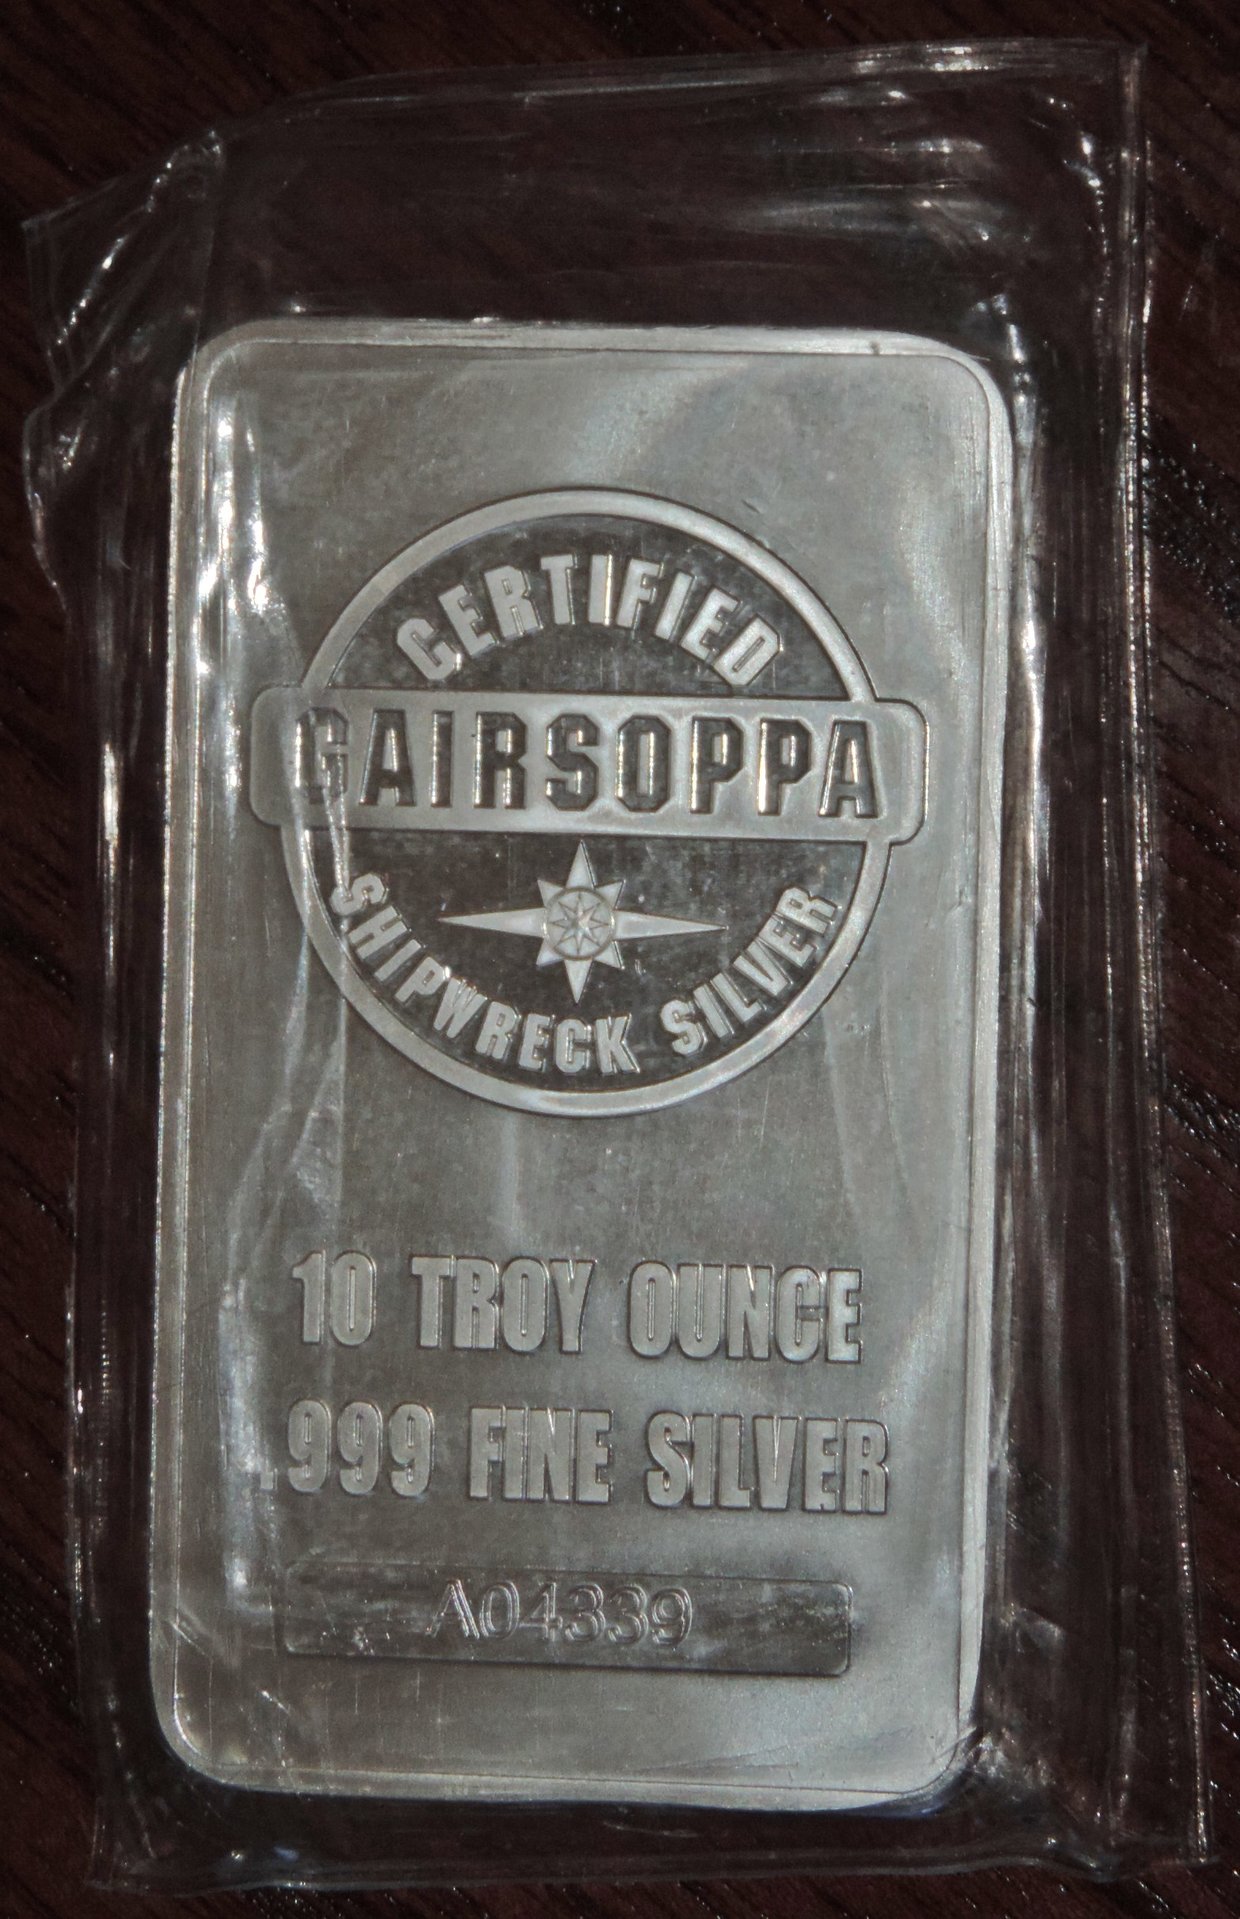 CERTIFIED
GAIRSOPPA
SHIPWRECK SILVER
10 TROY OUNCE
.999 FINE SILVER
A04339